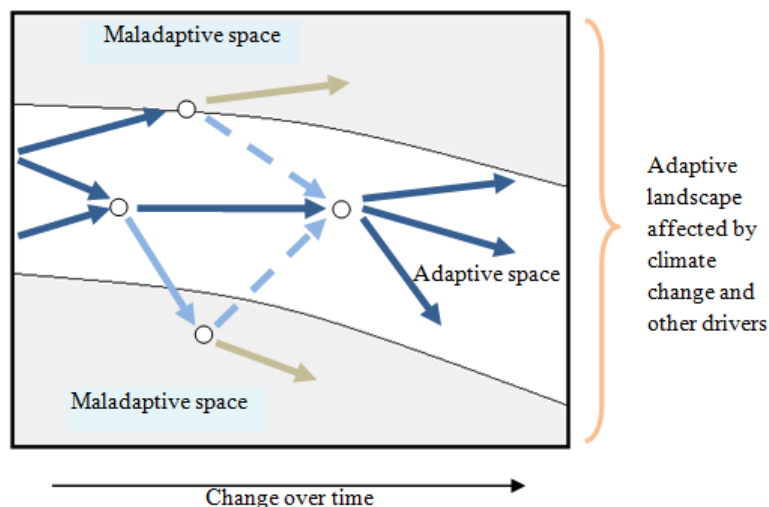 Maladaptive space
Adaptive
landscape
affected by
climate
change and
other drivers
Adaptive space
Maladaptive space
Change over time